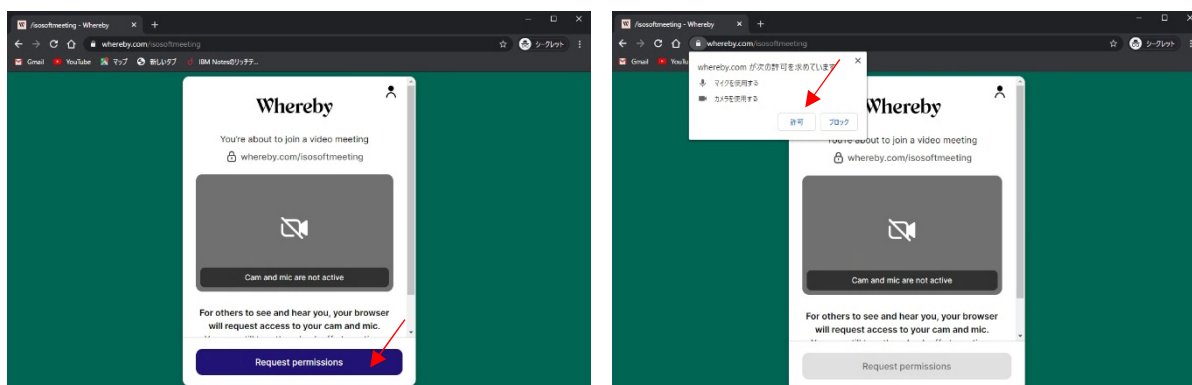 /isosoftmeeting - Whereby
whereby.com/isosoftmeeting
シークレット
Gmail YouTube マップ 新しいタブ IBM Notesのリッチテ...
Whereby
You're about to join a video meeting
whereby.com/isosoftmeeting
Cam and mic are not active
For others to see and hear you, your browser
will request access to your cam and mic.
Request permissions
/isosoftmeeting - Whereby
whereby.com/isosoftmeeting
シークレット
Gmail
whereby.com が次の許可を求めています
マイクを使用する
カメラを使用する
許可 ブロック
Whereby
You're about to join a video meeting
whereby.com/isosoftmeeting
Cam and mic are not active
For others to see and hear you, your browser
will request access to your cam and mic.
Request permissions